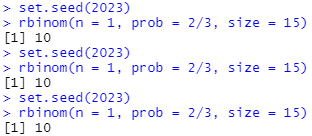 > set.seed(2023)
> rbinom(n = 1, prob = 2/3, size = 15)
[1] 10
> set.seed(2023)
> rbinom(n = 1, prob = 2/3, size = 15)
[1] 10
> set.seed(2023)
> rbinom(n = 1, prob = 2/3, size = 15)
[1] 10